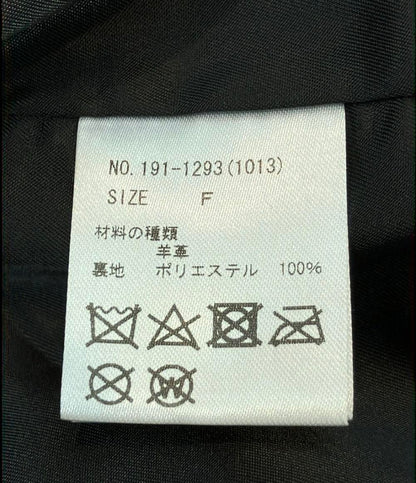 NO. 191-1293(1013)
SIZE F
材料の種類
羊革
裏地 ポリエステル 100%
W